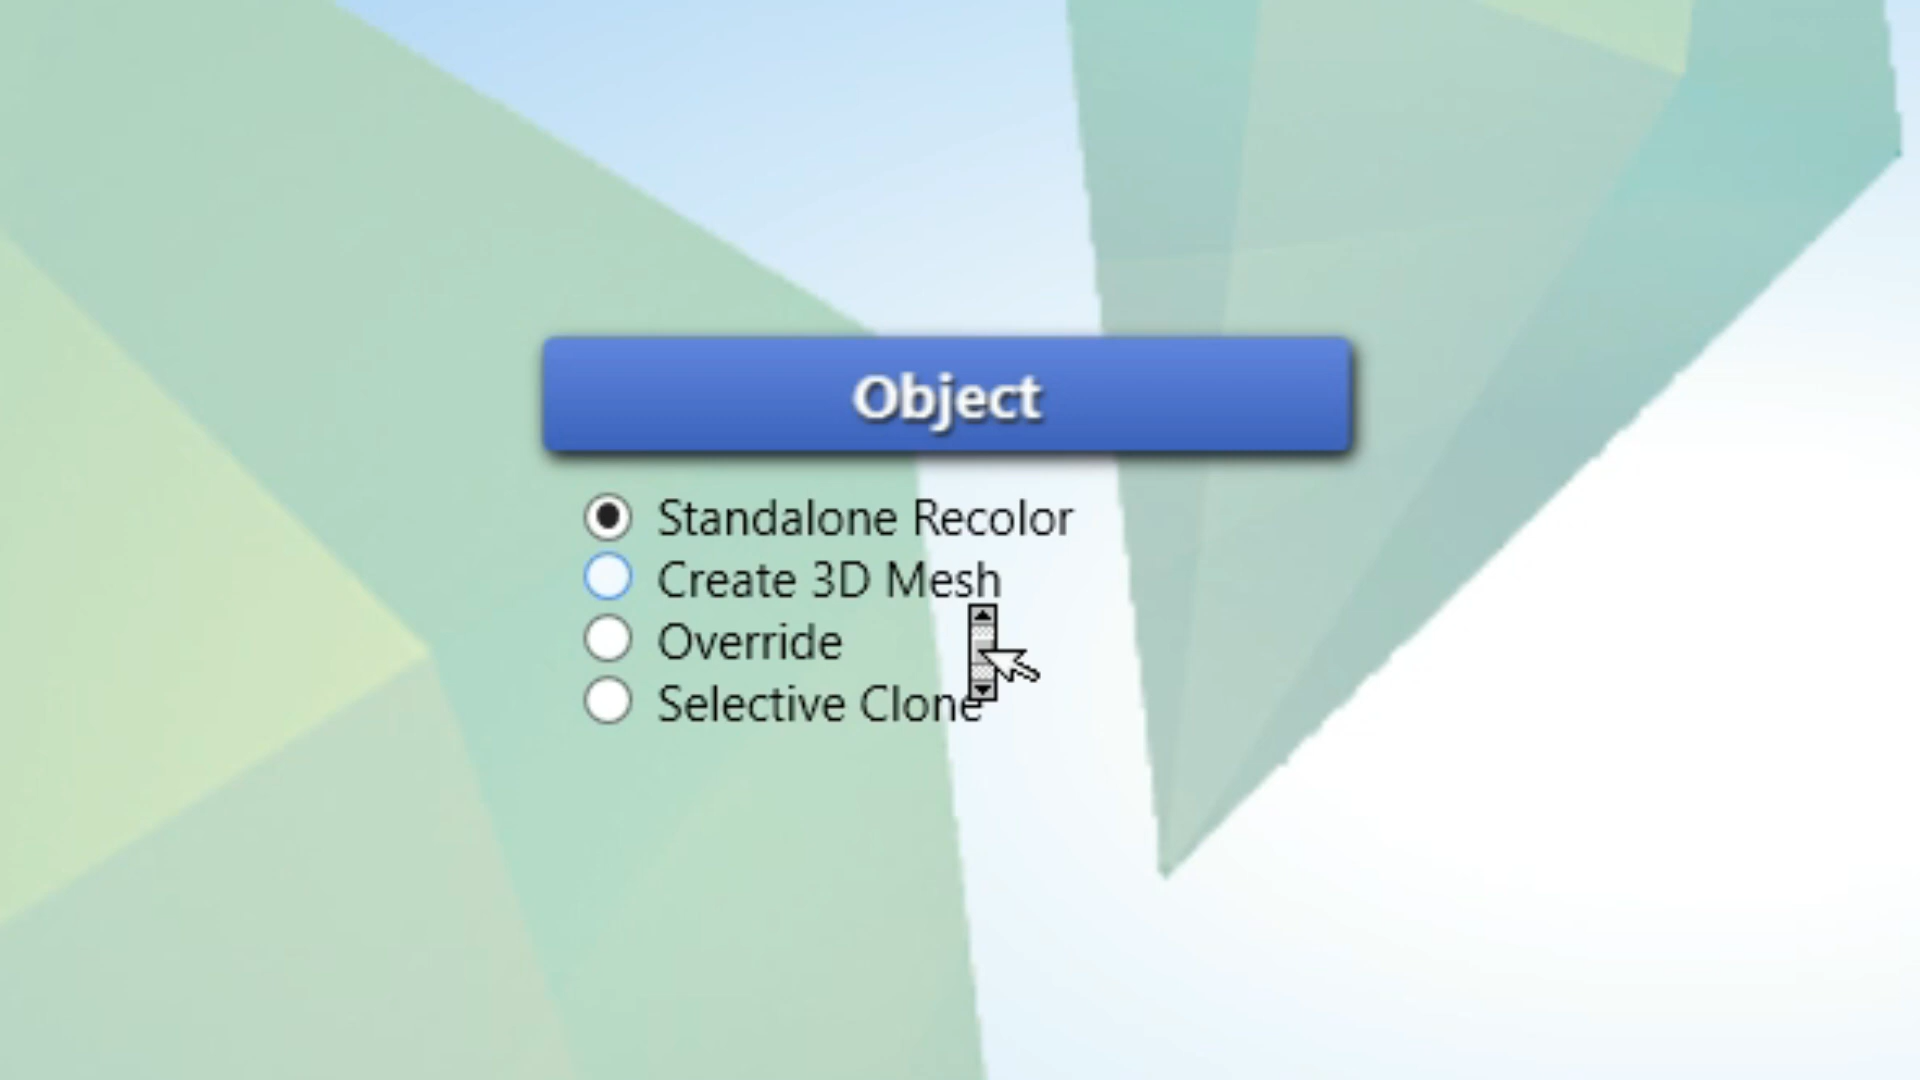 Object
Standalone Recolor
Create 3D Mesh
Override
Selective Clone